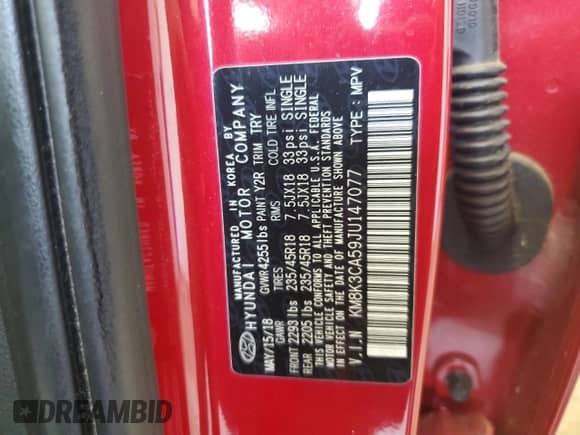 MANUFACTURED IN KOREA BY
HYUNDAI MOTOR COMPANY
MAY/15/18 GVWR 4255lbs PAINT Y2R TRIM TRY
GAWR TIRES RIMS COLD TIRE INFL
FRONT 2293 lbs 235/45R18 7.5JX18 33psi SINGLE
REAR 2205 lbs 235/45R18 7.5JX18 33psi SINGLE
THIS VEHICLE CONFORMS TO ALL APPLICABLE U.S.A. FEDERAL
MOTOR VEHICLE SAFETY AND THEFT PREVENTION STANDARDS
IN EFFECT ON THE DATE OF MANUFACTURE SHOWN ABOVE
V.I.N KM8K3CA59JU147077 TYPE : MPV
DREAMBID